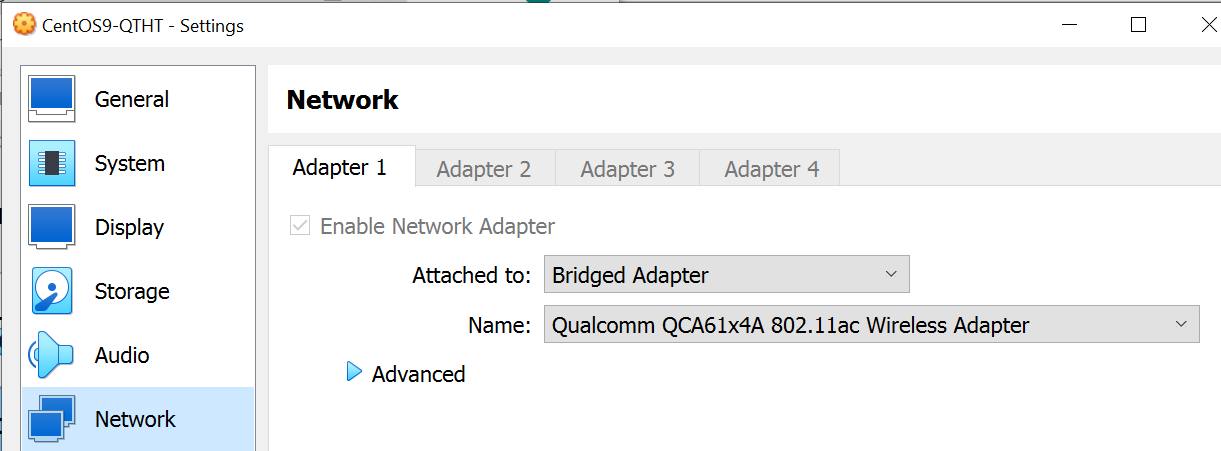 CentOS9-QTHT - Settings
General
System
Display
Storage
Audio
Network
Network
Adapter 1 Adapter 2 Adapter 3 Adapter 4
Enable Network Adapter
Attached to: Bridged Adapter
Name: Qualcomm QCA61x4A 802.11ac Wireless Adapter
Advanced